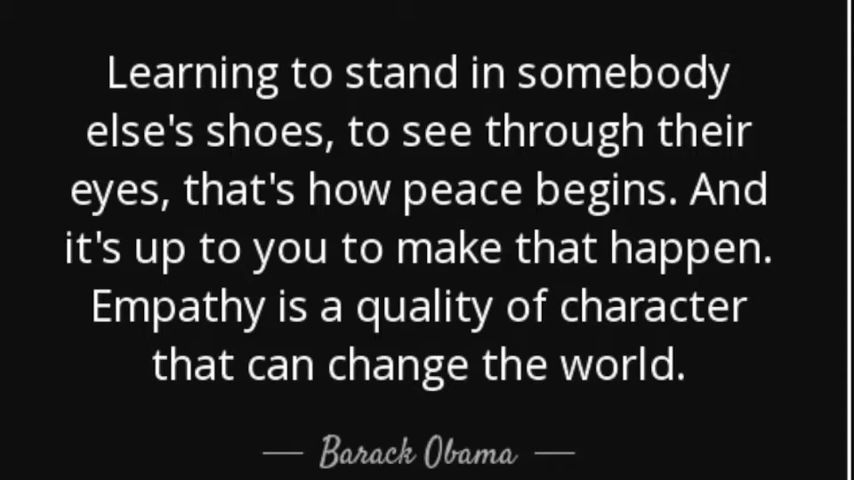 Learning to stand in somebody
else's shoes, to see through their
eyes, that's how peace begins. And
it's up to you to make that happen.
Empathy is a quality of character
that can change the world.
— Barack Obama —